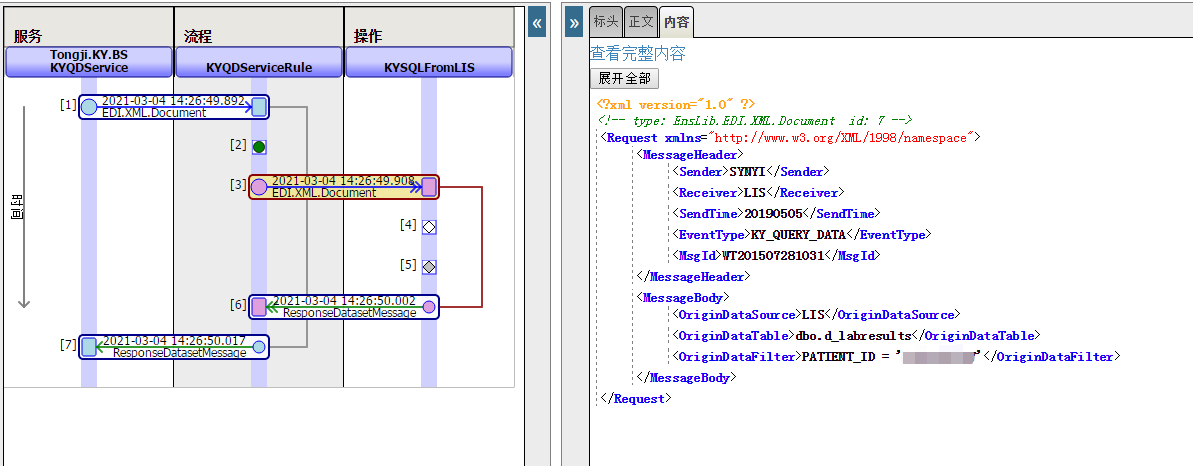 服务
流程
操作
Tongji.KY.BS
KYQDService
KYQDServiceRule
KYSQLFromLIS
[1]
2021-03-04 14:26:49.892
EDI.XML.Document
[2]
[3]
2021-03-04 14:26:49.908
EDI.XML.Document
[4]
[5]
[6]
2021-03-04 14:26:50.002
ResponseDatasetMessage
[7]
2021-03-04 14:26:50.017
ResponseDatasetMessage
时间
«
»
标头 正文 内容
查看完整内容
展开全部
<?xml version="1.0" ?>
<!-- type: EnsLib.EDI.XML.Document  id: 7 -->
<Request xmlns="http://www.w3.org/XML/1998/namespace">
<MessageHeader>
<Sender>SYNYI</Sender>
<Receiver>LIS</Receiver>
<SendTime>20190505</SendTime>
<EventType>KY_QUERY_DATA</EventType>
<MsgId>WT201507281031</MsgId>
</MessageHeader>
<MessageBody>
<OriginDataSource>LIS</OriginDataSource>
<OriginDataTable>dbo.d_labresults</OriginDataTable>
<OriginDataFilter>PATIENT_ID = ' '</OriginDataFilter>
</MessageBody>
</Request>